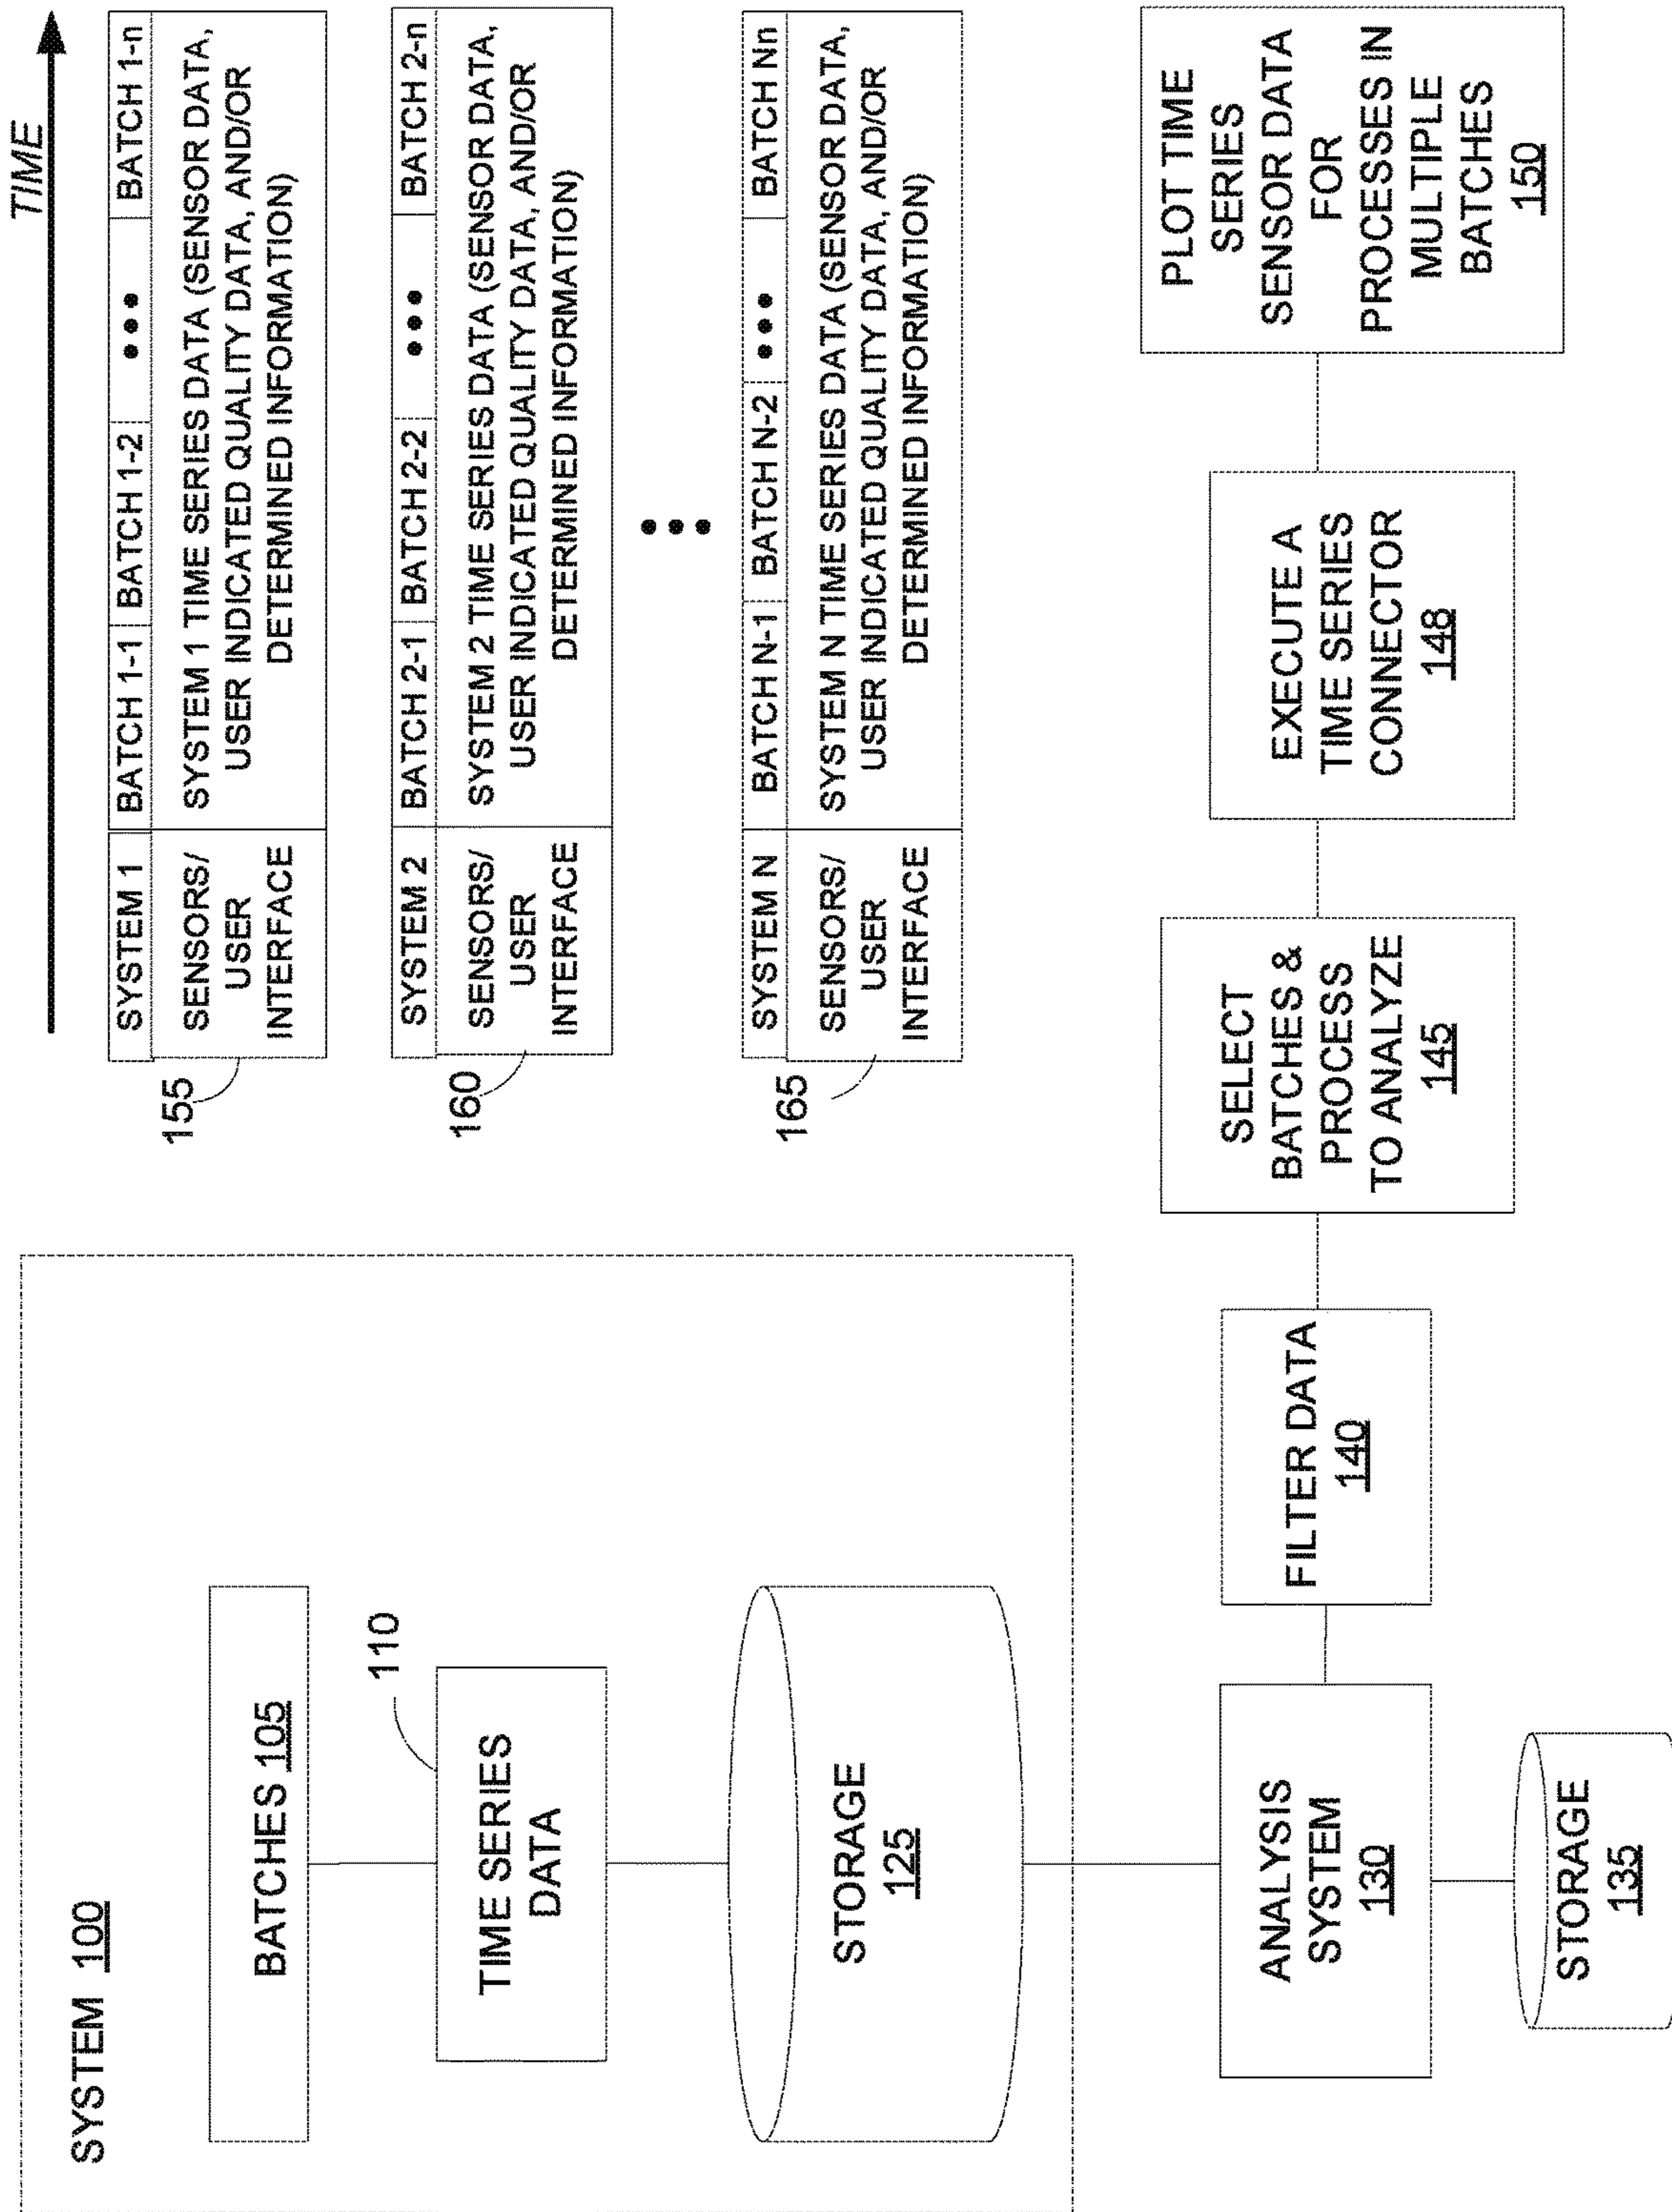 SYSTEM 100
BATCHES 105
110
TIME SERIES
DATA
STORAGE
125
ANALYSIS
SYSTEM
130
STORAGE
135
TIME
SYSTEM 1 BATCH 1-1 BATCH 1-2 ••• BATCH 1-n
155
SENSORS/
USER
INTERFACE
SYSTEM 1 TIME SERIES DATA (SENSOR DATA,
USER INDICATED QUALITY DATA, AND/OR
DETERMINED INFORMATION)
SYSTEM 2 BATCH 2-1 BATCH 2-2 ••• BATCH 2-n
160
SENSORS/
USER
INTERFACE
SYSTEM 2 TIME SERIES DATA (SENSOR DATA,
USER INDICATED QUALITY DATA, AND/OR
DETERMINED INFORMATION)
•••
SYSTEM N BATCH N-1 BATCH N-2 ••• BATCH Nn
165
SENSORS/
USER
INTERFACE
SYSTEM N TIME SERIES DATA (SENSOR DATA,
USER INDICATED QUALITY DATA, AND/OR
DETERMINED INFORMATION)
FILTER DATA
140
SELECT
BATCHES &
PROCESS
TO ANALYZE
145
EXECUTE A
TIME SERIES
CONNECTOR
148
PLOT TIME
SERIES
SENSOR DATA
FOR
PROCESSES IN
MULTIPLE
BATCHES
150